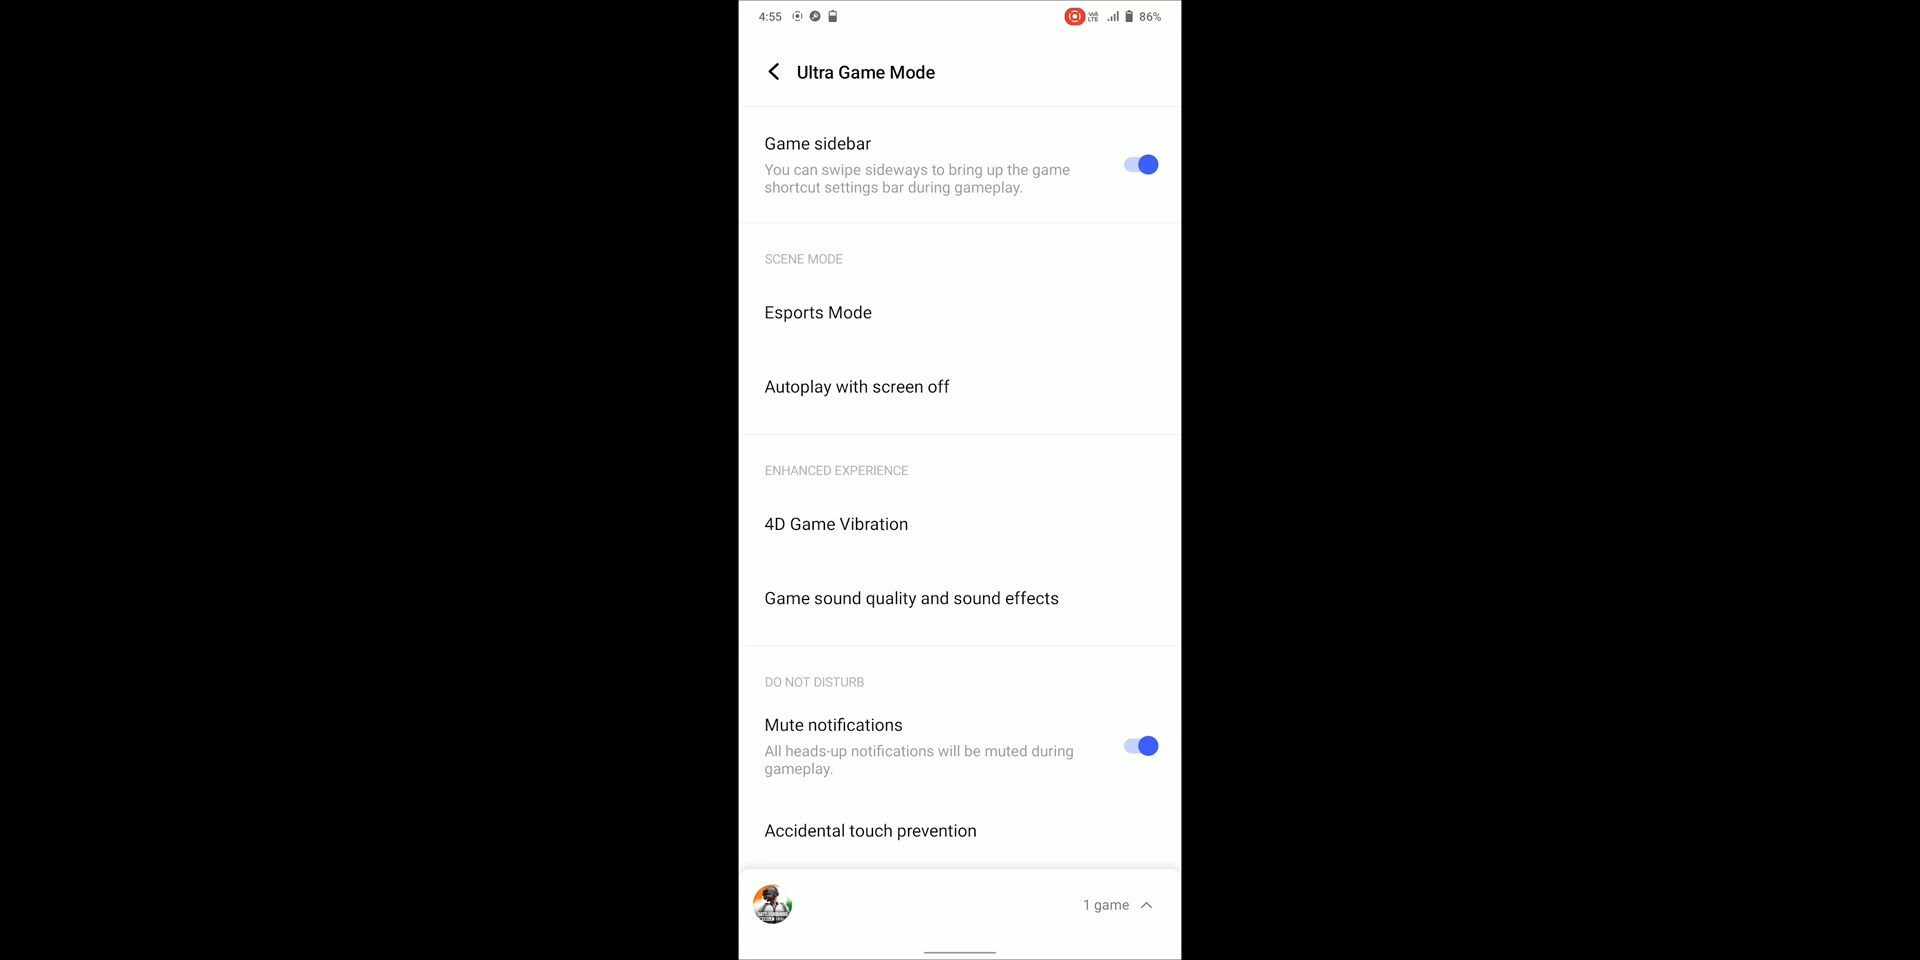 4:55
Vo
LTE
86%
Ultra Game Mode
Game sidebar
You can swipe sideways to bring up the game
shortcut settings bar during gameplay.
SCENE MODE
Esports Mode
Autoplay with screen off
ENHANCED EXPERIENCE
4D Game Vibration
Game sound quality and sound effects
DO NOT DISTURB
Mute notifications
All heads-up notifications will be muted during
gameplay.
Accidental touch prevention
1 game